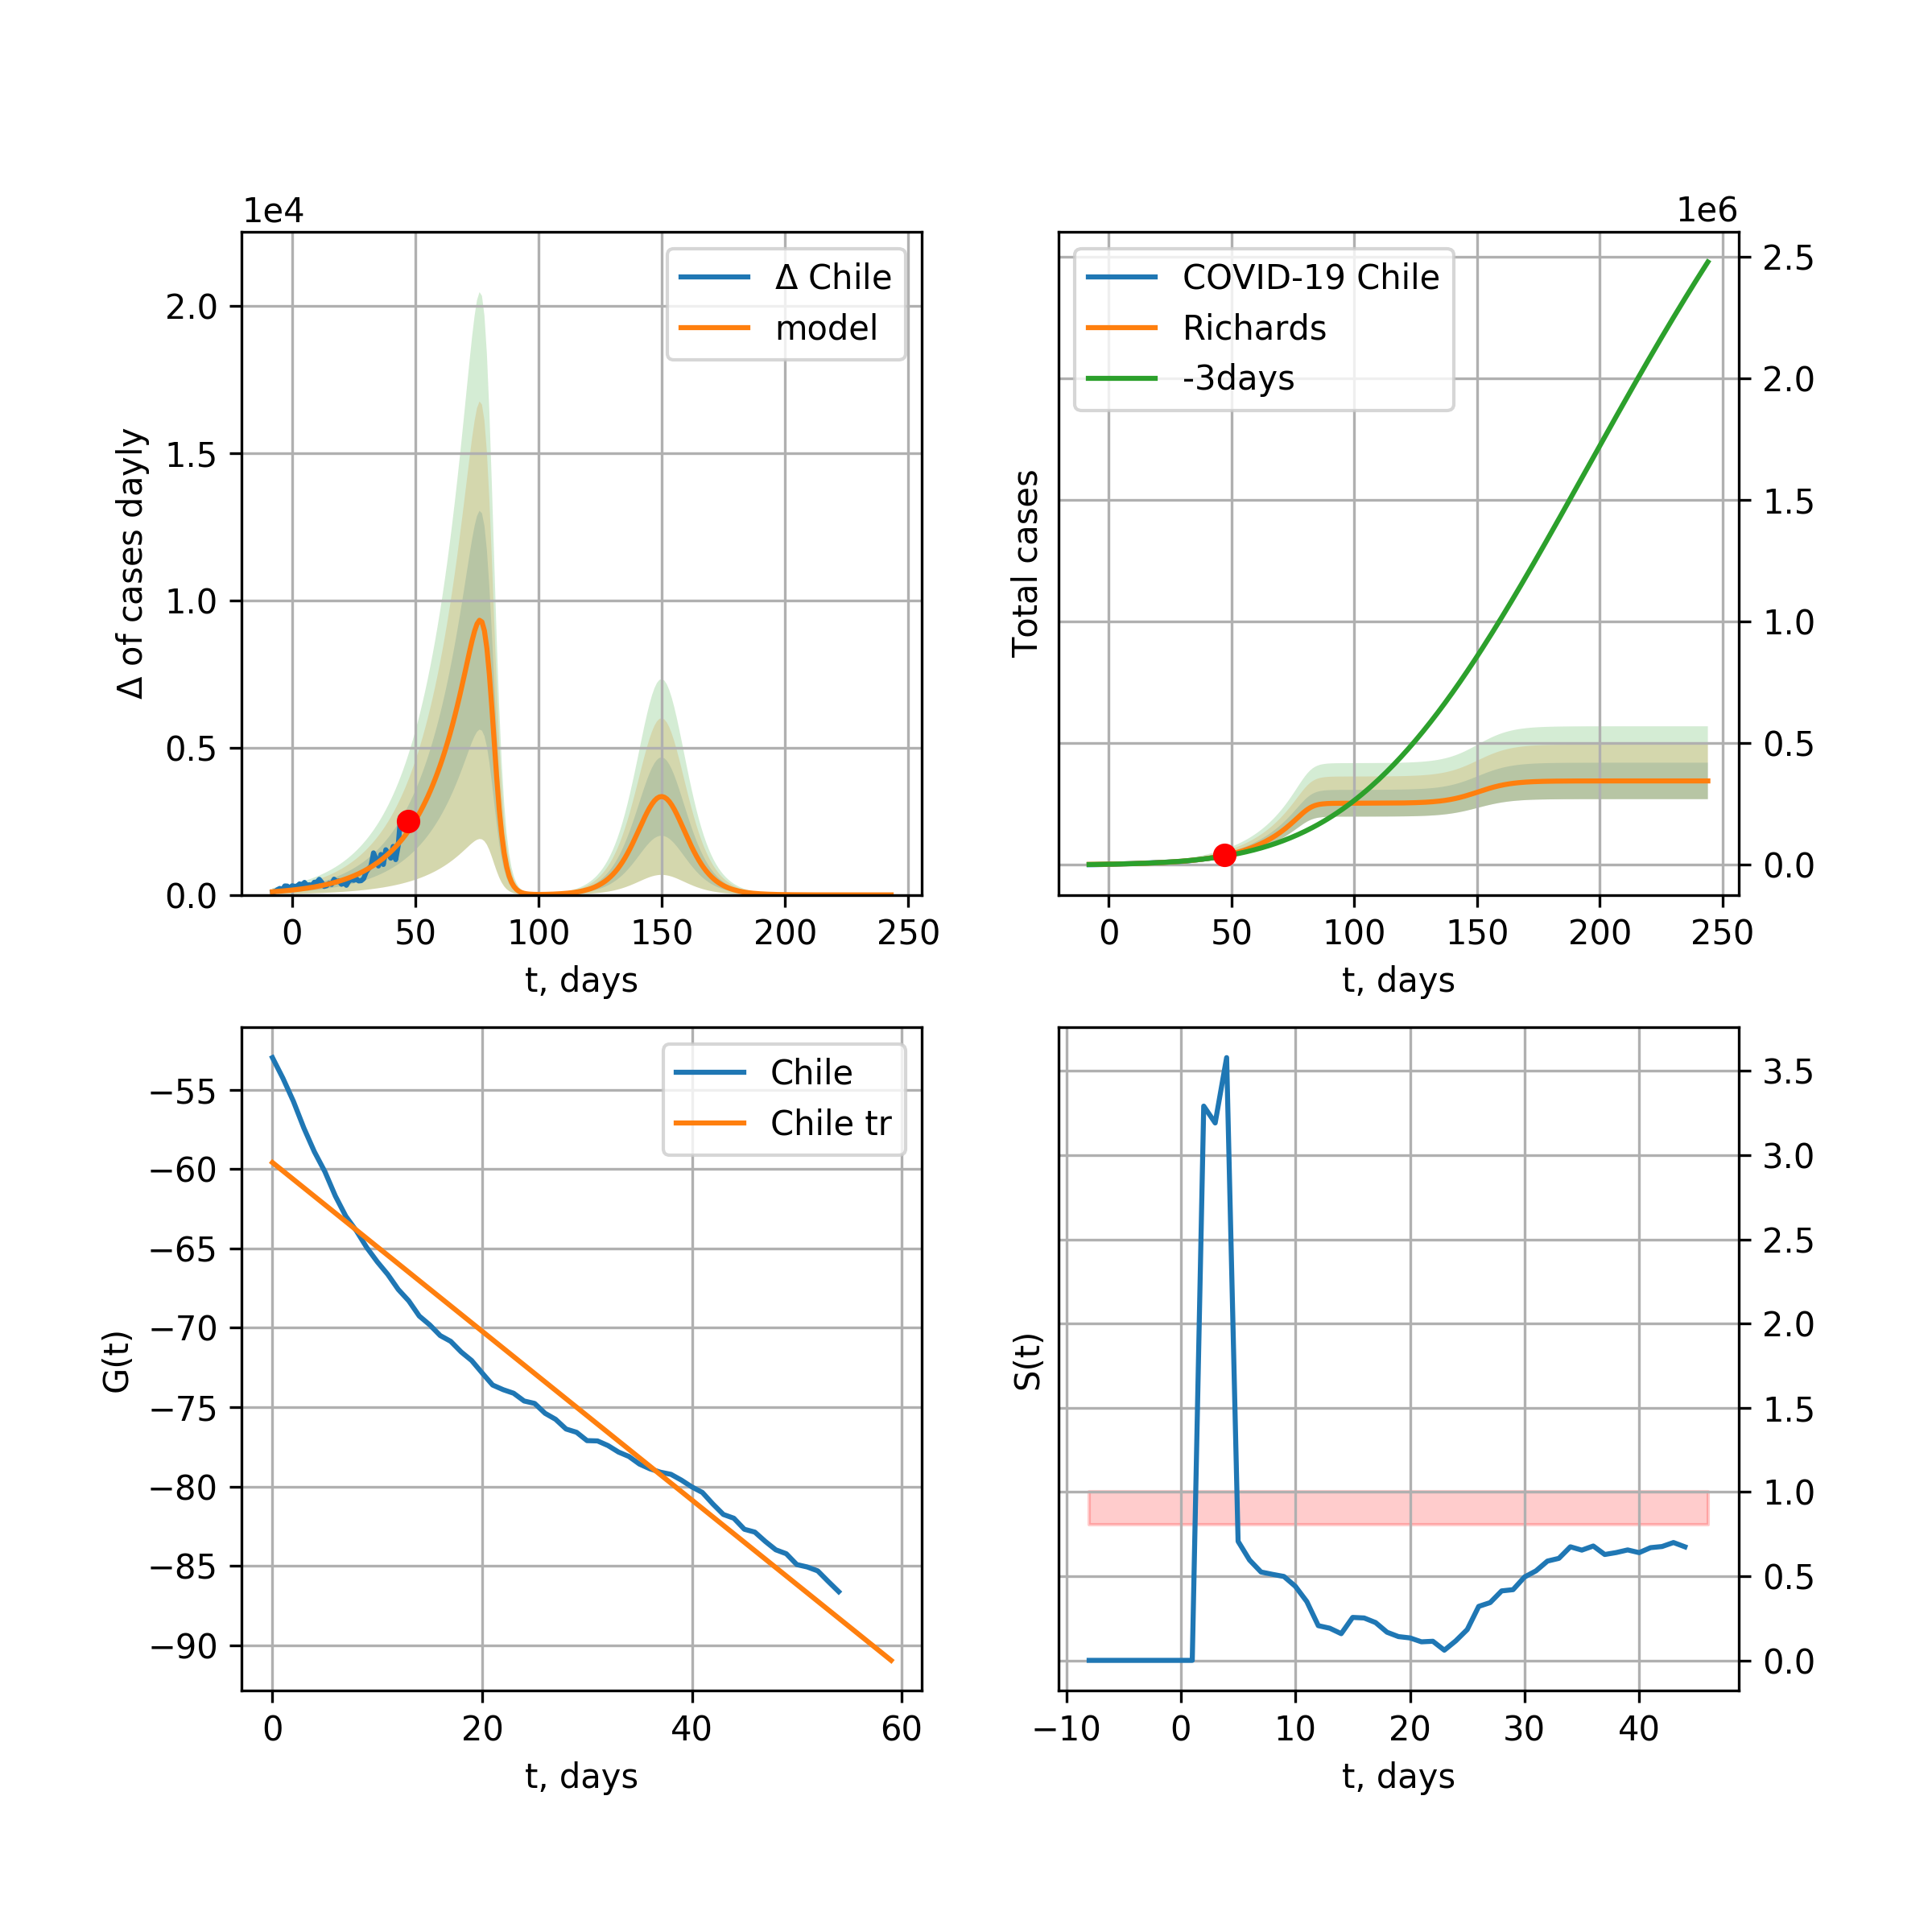 1e4
Δ of cases dayly
2.0
1.5
1.0
0.5
0.0
Δ Chile
model
0 50 100 150 200 250
t, days
1e6
Total cases
COVID-19 Chile
Richards
-3days
2.5
2.0
1.5
1.0
0.5
0.0
0 50 100 150 200 250
t, days
G(t)
−55
−60
−65
−70
−75
−80
−85
−90
Chile
Chile tr
0 20 40 60
t, days
S(t)
3.5
3.0
2.5
2.0
1.5
1.0
0.5
0.0
−10 0 10 20 30 40
t, days